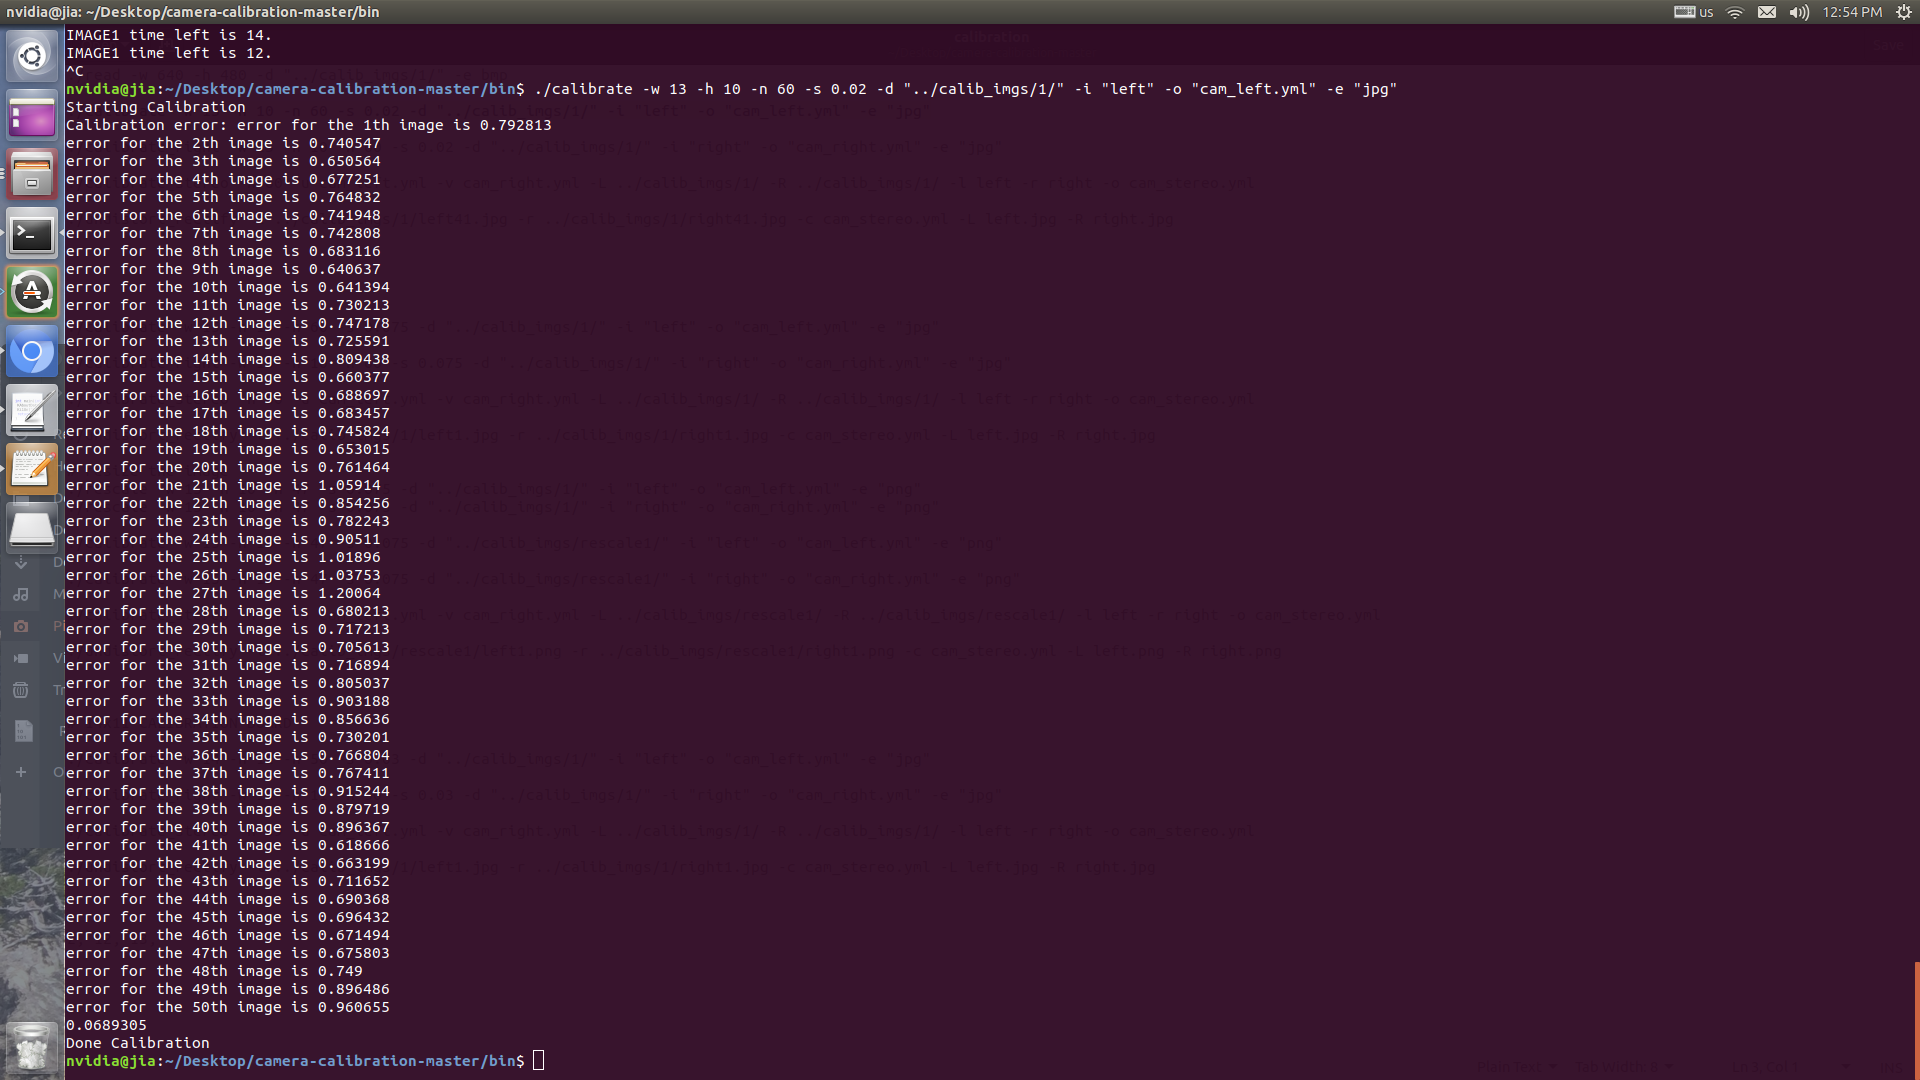 nvidia@jia: ~/Desktop/camera-calibration-master/bin
us
12:54 PM
IMAGE1 time left is 14.
IMAGE1 time left is 12.
^C
nvidia@jia:~/Desktop/camera-calibration-master/bin$ ./calibrate -w 13 -h 10 -n 60 -s 0.02 -d "../calib_imgs/1/" -i "left" -o "cam_left.yml" -e "jpg"
Starting Calibration
Calibration error: error for the 1th image is 0.792813
error for the 2th image is 0.740547
error for the 3th image is 0.650564
error for the 4th image is 0.677251
error for the 5th image is 0.764832
error for the 6th image is 0.741948
error for the 7th image is 0.742808
error for the 8th image is 0.683116
error for the 9th image is 0.640637
error for the 10th image is 0.641394
error for the 11th image is 0.730213
error for the 12th image is 0.747178
error for the 13th image is 0.725591
error for the 14th image is 0.809438
error for the 15th image is 0.660377
error for the 16th image is 0.688697
error for the 17th image is 0.683457
error for the 18th image is 0.745824
error for the 19th image is 0.653015
error for the 20th image is 0.761464
error for the 21th image is 1.05914
error for the 22th image is 0.854256
error for the 23th image is 0.782243
error for the 24th image is 0.90511
error for the 25th image is 1.01896
error for the 26th image is 1.03753
error for the 27th image is 1.20064
error for the 28th image is 0.680213
error for the 29th image is 0.717213
error for the 30th image is 0.705613
error for the 31th image is 0.716894
error for the 32th image is 0.805037
error for the 33th image is 0.903188
error for the 34th image is 0.856636
error for the 35th image is 0.730201
error for the 36th image is 0.766804
error for the 37th image is 0.767411
error for the 38th image is 0.915244
error for the 39th image is 0.879719
error for the 40th image is 0.896367
error for the 41th image is 0.618666
error for the 42th image is 0.663199
error for the 43th image is 0.711652
error for the 44th image is 0.690368
error for the 45th image is 0.696432
error for the 46th image is 0.671494
error for the 47th image is 0.675803
error for the 48th image is 0.749
error for the 49th image is 0.896486
error for the 50th image is 0.960655
0.0689305
Done Calibration
nvidia@jia:~/Desktop/camera-calibration-master/bin$